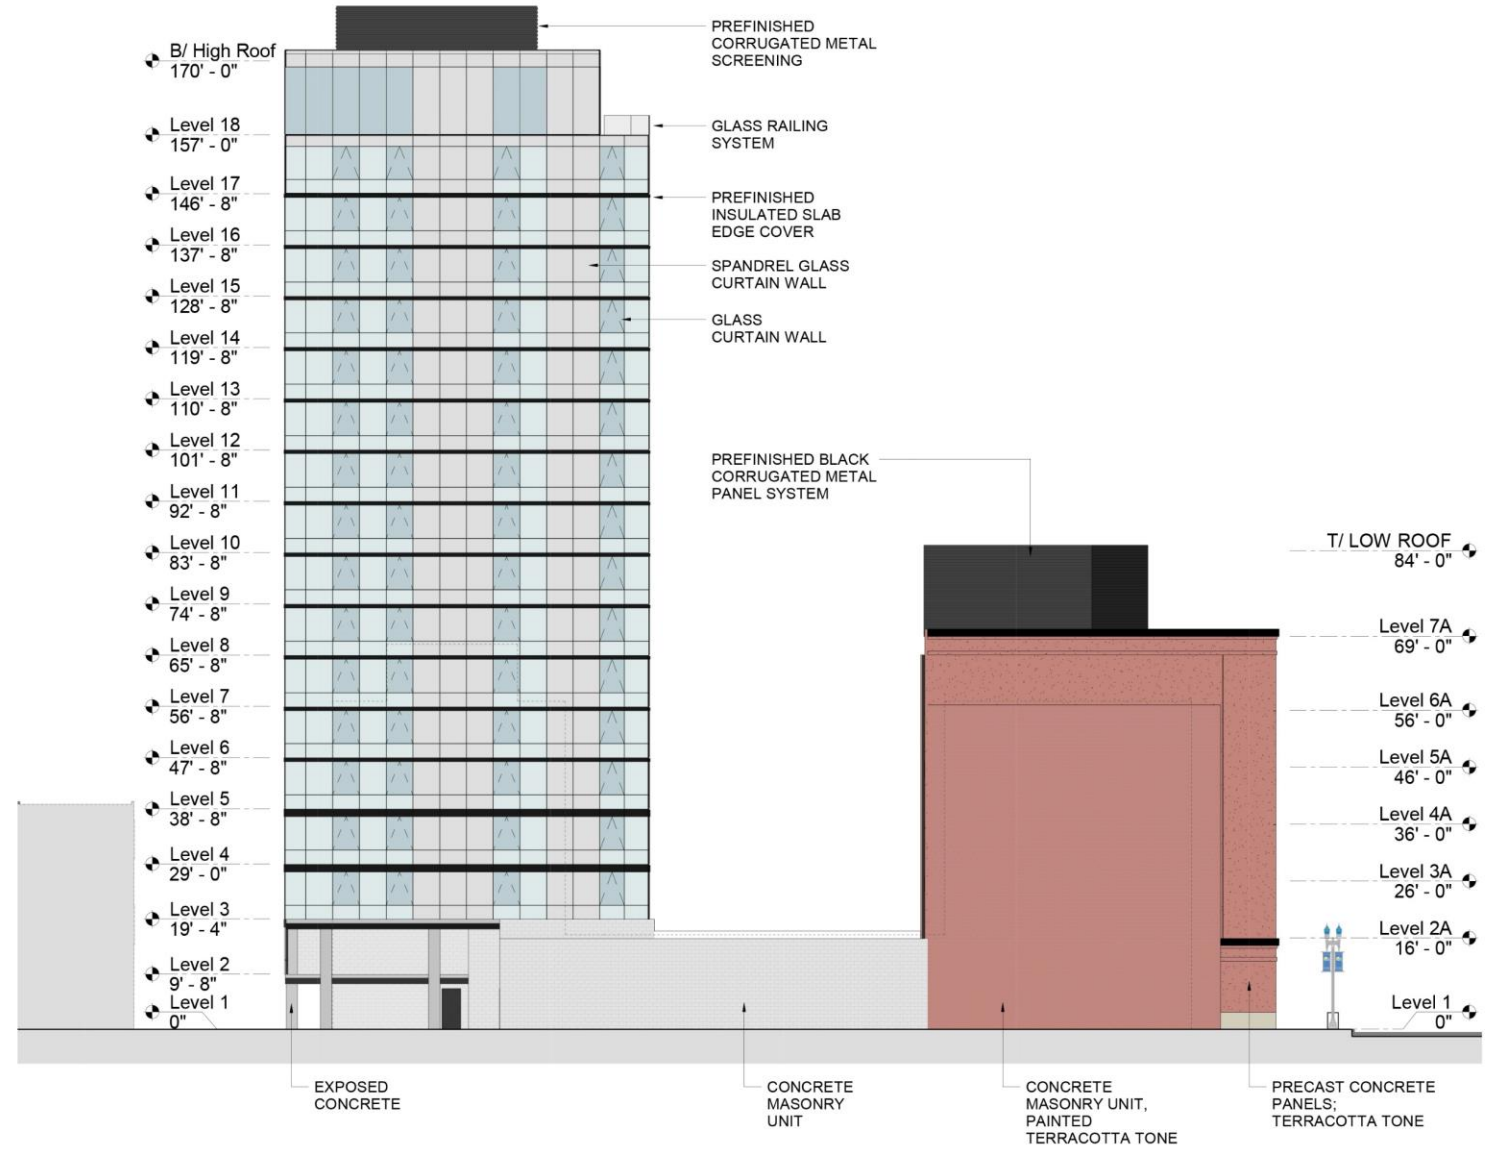 B/ High Roof
170' - 0"
Level 18
157' - 0"
Level 17
146' - 8"
Level 16
137' - 8"
Level 15
128' - 8"
Level 14
119' - 8"
Level 13
110' - 8"
Level 12
101' - 8"
Level 11
92' - 8"
Level 10
83' - 8"
Level 9
74' - 8"
Level 8
65' - 8"
Level 7
56' - 8"
Level 6
47' - 8"
Level 5
38' - 8"
Level 4
29' - 0"
Level 3
19' - 4"
Level 2
9' - 8"
Level 1
0"
PREFINISHED
CORRUGATED METAL
SCREENING
GLASS RAILING
SYSTEM
PREFINISHED
INSULATED SLAB
EDGE COVER
SPANDREL GLASS
CURTAIN WALL
GLASS
CURTAIN WALL
PREFINISHED BLACK
CORRUGATED METAL
PANEL SYSTEM
T/ LOW ROOF
84' - 0"
Level 7A
69' - 0"
Level 6A
56' - 0"
Level 5A
46' - 0"
Level 4A
36' - 0"
Level 3A
26' - 0"
Level 2A
16' - 0"
Level 1
0"
EXPOSED
CONCRETE
CONCRETE
MASONRY
UNIT
CONCRETE
MASONRY UNIT,
PAINTED
TERRACOTTA TONE
PRECAST CONCRETE
PANELS;
TERRACOTTA TONE